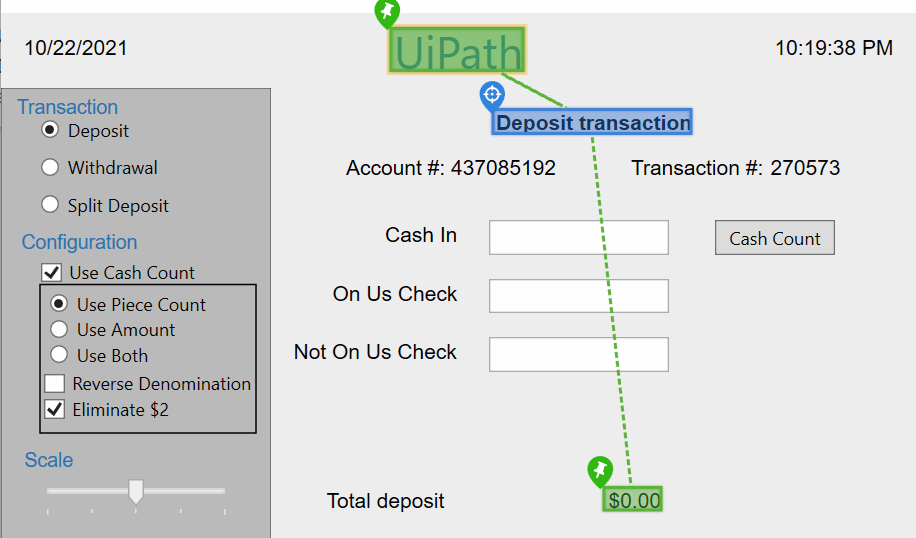 10/22/2021
UiPath
10:19:38 PM
Transaction
Deposit
Withdrawal
Split Deposit
Configuration
Use Cash Count
Use Piece Count
Use Amount
Use Both
Reverse Denomination
Eliminate $2
Scale
Deposit transaction
Account #: 437085192
Transaction #: 270573
Cash In
Cash Count
On Us Check
Not On Us Check
Total deposit
$0.00